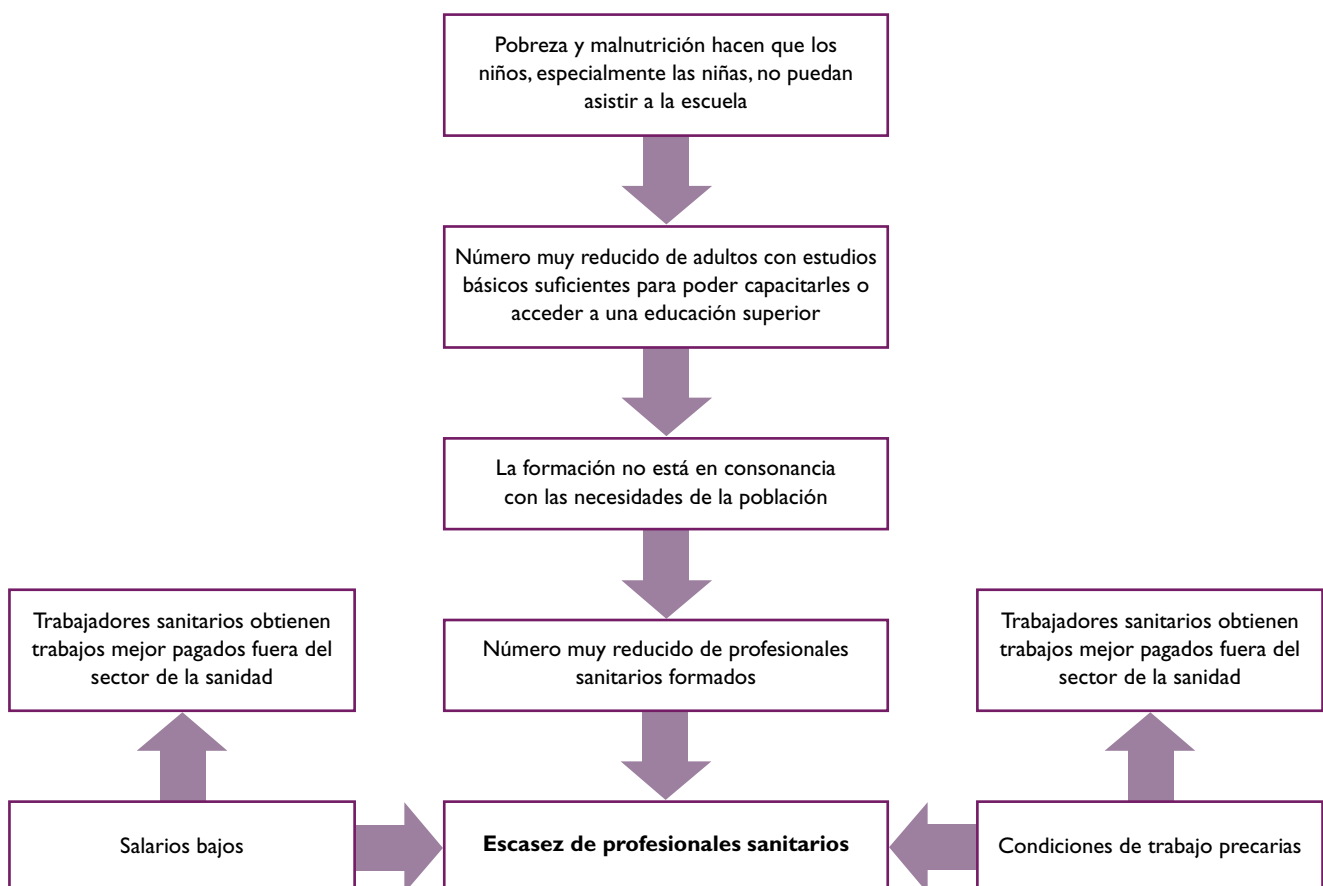 Pobreza y malnutrición hacen que los
niños, especialmente las niñas, no puedan
asistir a la escuela
Número muy reducido de adultos con estudios
básicos suficientes para poder capacitarles o
acceder a una educación superior
La formación no está en consonancia
con las necesidades de la población
Trabajadores sanitarios obtienen
trabajos mejor pagados fuera del
sector de la sanidad
Número muy reducido de profesionales
sanitarios formados
Trabajadores sanitarios obtienen
trabajos mejor pagados fuera del
sector de la sanidad
Salarios bajos
Escasez de profesionales sanitarios
Condiciones de trabajo precarias